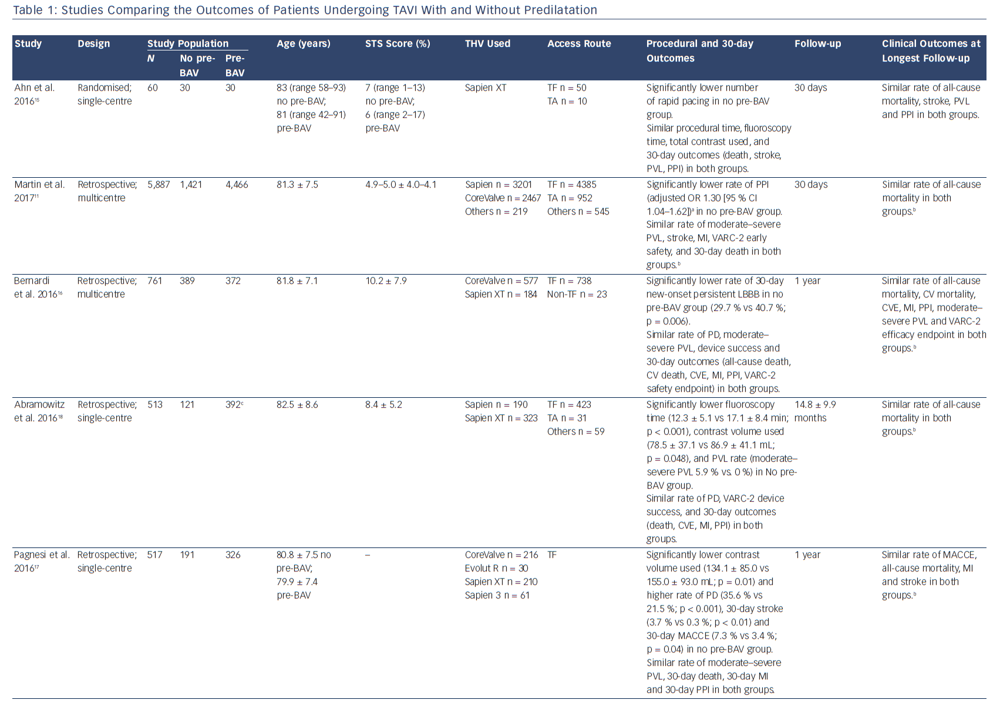 Table 1: Studies Comparing the Outcomes of Patients Undergoing TAVI With and Without Predilatation
Study
Design
Study Population
N
No pre-
BAV
Pre-
BAV
Age (years)
STS Score (%)
THV Used
Access Route
Procedural and 30-day
Outcomes
Follow-up
Clinical Outcomes at
Longest Follow-up
Ahn et al.
2016¹⁵
Randomised;
single-centre
60
30
30
83 (range 58–93)
no pre-BAV;
81 (range 42–91)
pre-BAV
7 (range 1–13)
no pre-BAV;
6 (range 2–17)
pre-BAV
Sapien XT
TF n = 50
TA n = 10
Significantly lower number
of rapid pacing in no pre-BAV
group.
Similar procedural time, fluoroscopy
time, total contrast used, and
30-day outcomes (death, stroke,
PVL, PPI) in both groups.
30 days
Similar rate of all-cause
mortality, stroke, PVL
and PPI in both groups.
Martin et al.
2017¹¹
Retrospective;
multicentre
5,887
1,421
4,466
81.3 ± 7.5
4.9–5.0 ± 4.0–4.1
Sapien n = 3201
CoreValve n = 2467
Others n = 219
TF n = 4385
TA n = 952
Others n = 545
Significantly lower rate of PPI
(adjusted OR 1.30 [95 % CI
1.04–1.62])ᵃ in no pre-BAV group.
Similar rate of moderate–severe
PVL, stroke, MI, VARC-2 early
safety, and 30-day death in both
groups.ᵇ
30 days
Similar rate of all-cause
mortality in both
groups.ᵇ
Bernardi
et al. 2016¹⁶
Retrospective;
multicentre
761
389
372
81.8 ± 7.1
10.2 ± 7.9
CoreValve n = 577
Sapien XT n = 184
TF n = 738
Non-TF n = 23
Significantly lower rate of 30-day
new-onset persistent LBBB in no
pre-BAV group (29.7 % vs 40.7 %;
p = 0.006).
Similar rate of PD, moderate–
severe PVL, device success and
30-day outcomes (all-cause death,
CV death, CVE, MI, PPI, VARC-2
safety endpoint) in both groups.
1 year
Similar rate of all-cause
mortality, CV mortality,
CVE, MI, PPI, moderate–
severe PVL and VARC-2
efficacy endpoint in both
groups.ᵇ
Abramowitz
et al. 2016¹⁸
Retrospective;
single-centre
513
121
392ᶜ
82.5 ± 8.6
8.4 ± 5.2
Sapien n = 190
Sapien XT n = 323
TF n = 423
TA n = 31
Others n = 59
Significantly lower fluoroscopy
time (12.3 ± 5.1 vs 17.1 ± 8.4 min;
p < 0.001), contrast volume used
(78.5 ± 37.1 vs 86.9 ± 41.1 mL;
p = 0.048), and PVL rate (moderate–
severe PVL 5.9 % vs. 0 %) in No pre-
BAV group.
Similar rate of PD, VARC-2 device
success, and 30-day outcomes
(death, CVE, MI, PPI) in both
groups.
14.8 ± 9.9
months
Similar rate of all-cause
mortality in both
groups.ᵇ
Pagnesi et al.
2016¹⁷
Retrospective;
single-centre
517
191
326
80.8 ± 7.5 no
pre-BAV;
79.9 ± 7.4
pre-BAV
–
CoreValve n = 216
Evolut R n = 30
Sapien XT n = 210
Sapien 3 n = 61
TF
Significantly lower contrast
volume used (134.1 ± 85.0 vs
155.0 ± 93.0 mL; p = 0.01) and
higher rate of PD (35.6 % vs
21.5 %; p < 0.001), 30-day stroke
(3.7 % vs 0.3 %; p < 0.01) and
30-day MACCE (7.3 % vs 3.4 %;
p = 0.04) in no pre-BAV group.
Similar rate of moderate–severe
PVL, 30-day death, 30-day MI
and 30-day PPI in both groups.
1 year
Similar rate of MACCE,
all-cause mortality, MI
and stroke in both
groups.ᵇ